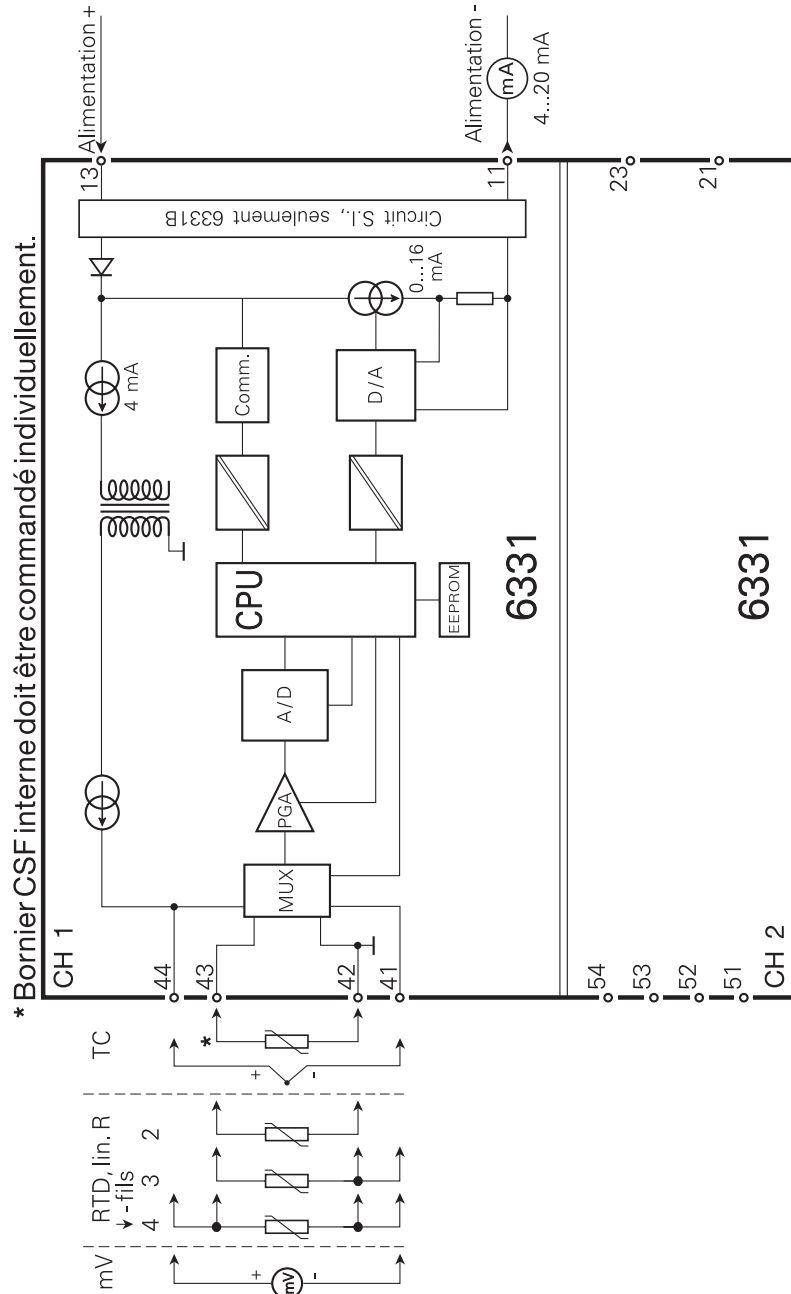 * Bornier CSF interne doit être commandé individuellement.
mV
RTD, lin. R
↓ - fils
4 3 2
TC
+
-
mV
+
-
*
CH 1
44
43
42
41
MUX
PGA
A/D
CPU
EEPROM
Comm.
D/A
4 mA
0...16
mA
Circuit S.I., seulement 6331B
13
Alimentation +
11
Alimentation -
mA
4...20 mA
6331
CH 2
54
53
52
51
23
21
6331